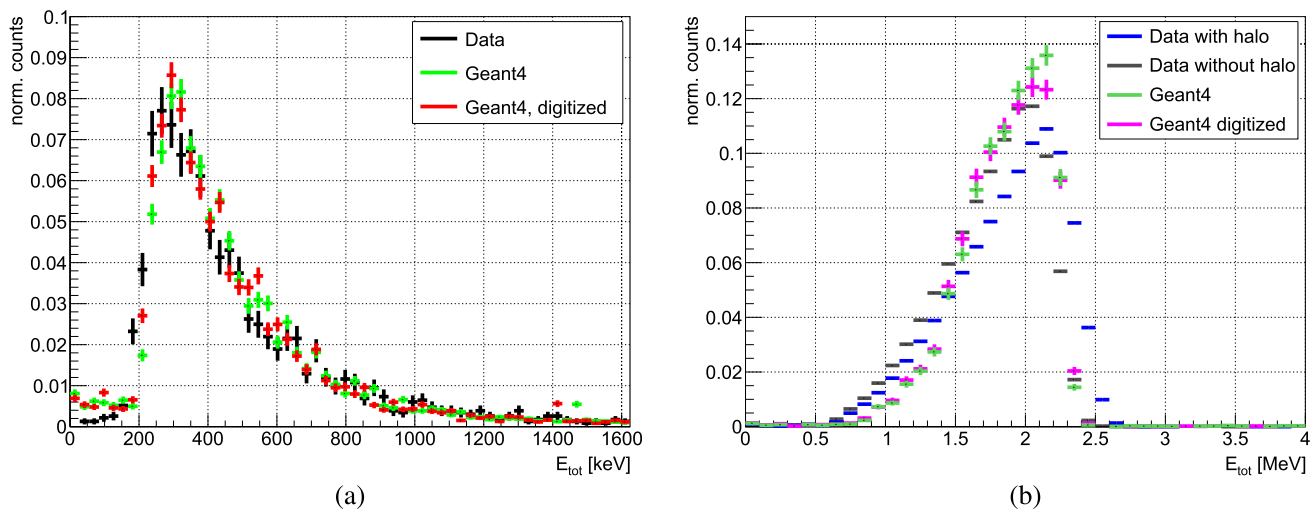 norm. counts
0.1
0.09
0.08
0.07
0.06
0.05
0.04
0.03
0.02
0.01
0
Data
Geant4
Geant4, digitized
0 200 400 600 800 1000 1200 1400 1600
E_tot [keV]
(a)
norm. counts
0.14
0.12
0.1
0.08
0.06
0.04
0.02
0
Data with halo
Data without halo
Geant4
Geant4 digitized
0 0.5 1 1.5 2 2.5 3 3.5 4
E_tot [MeV]
(b)